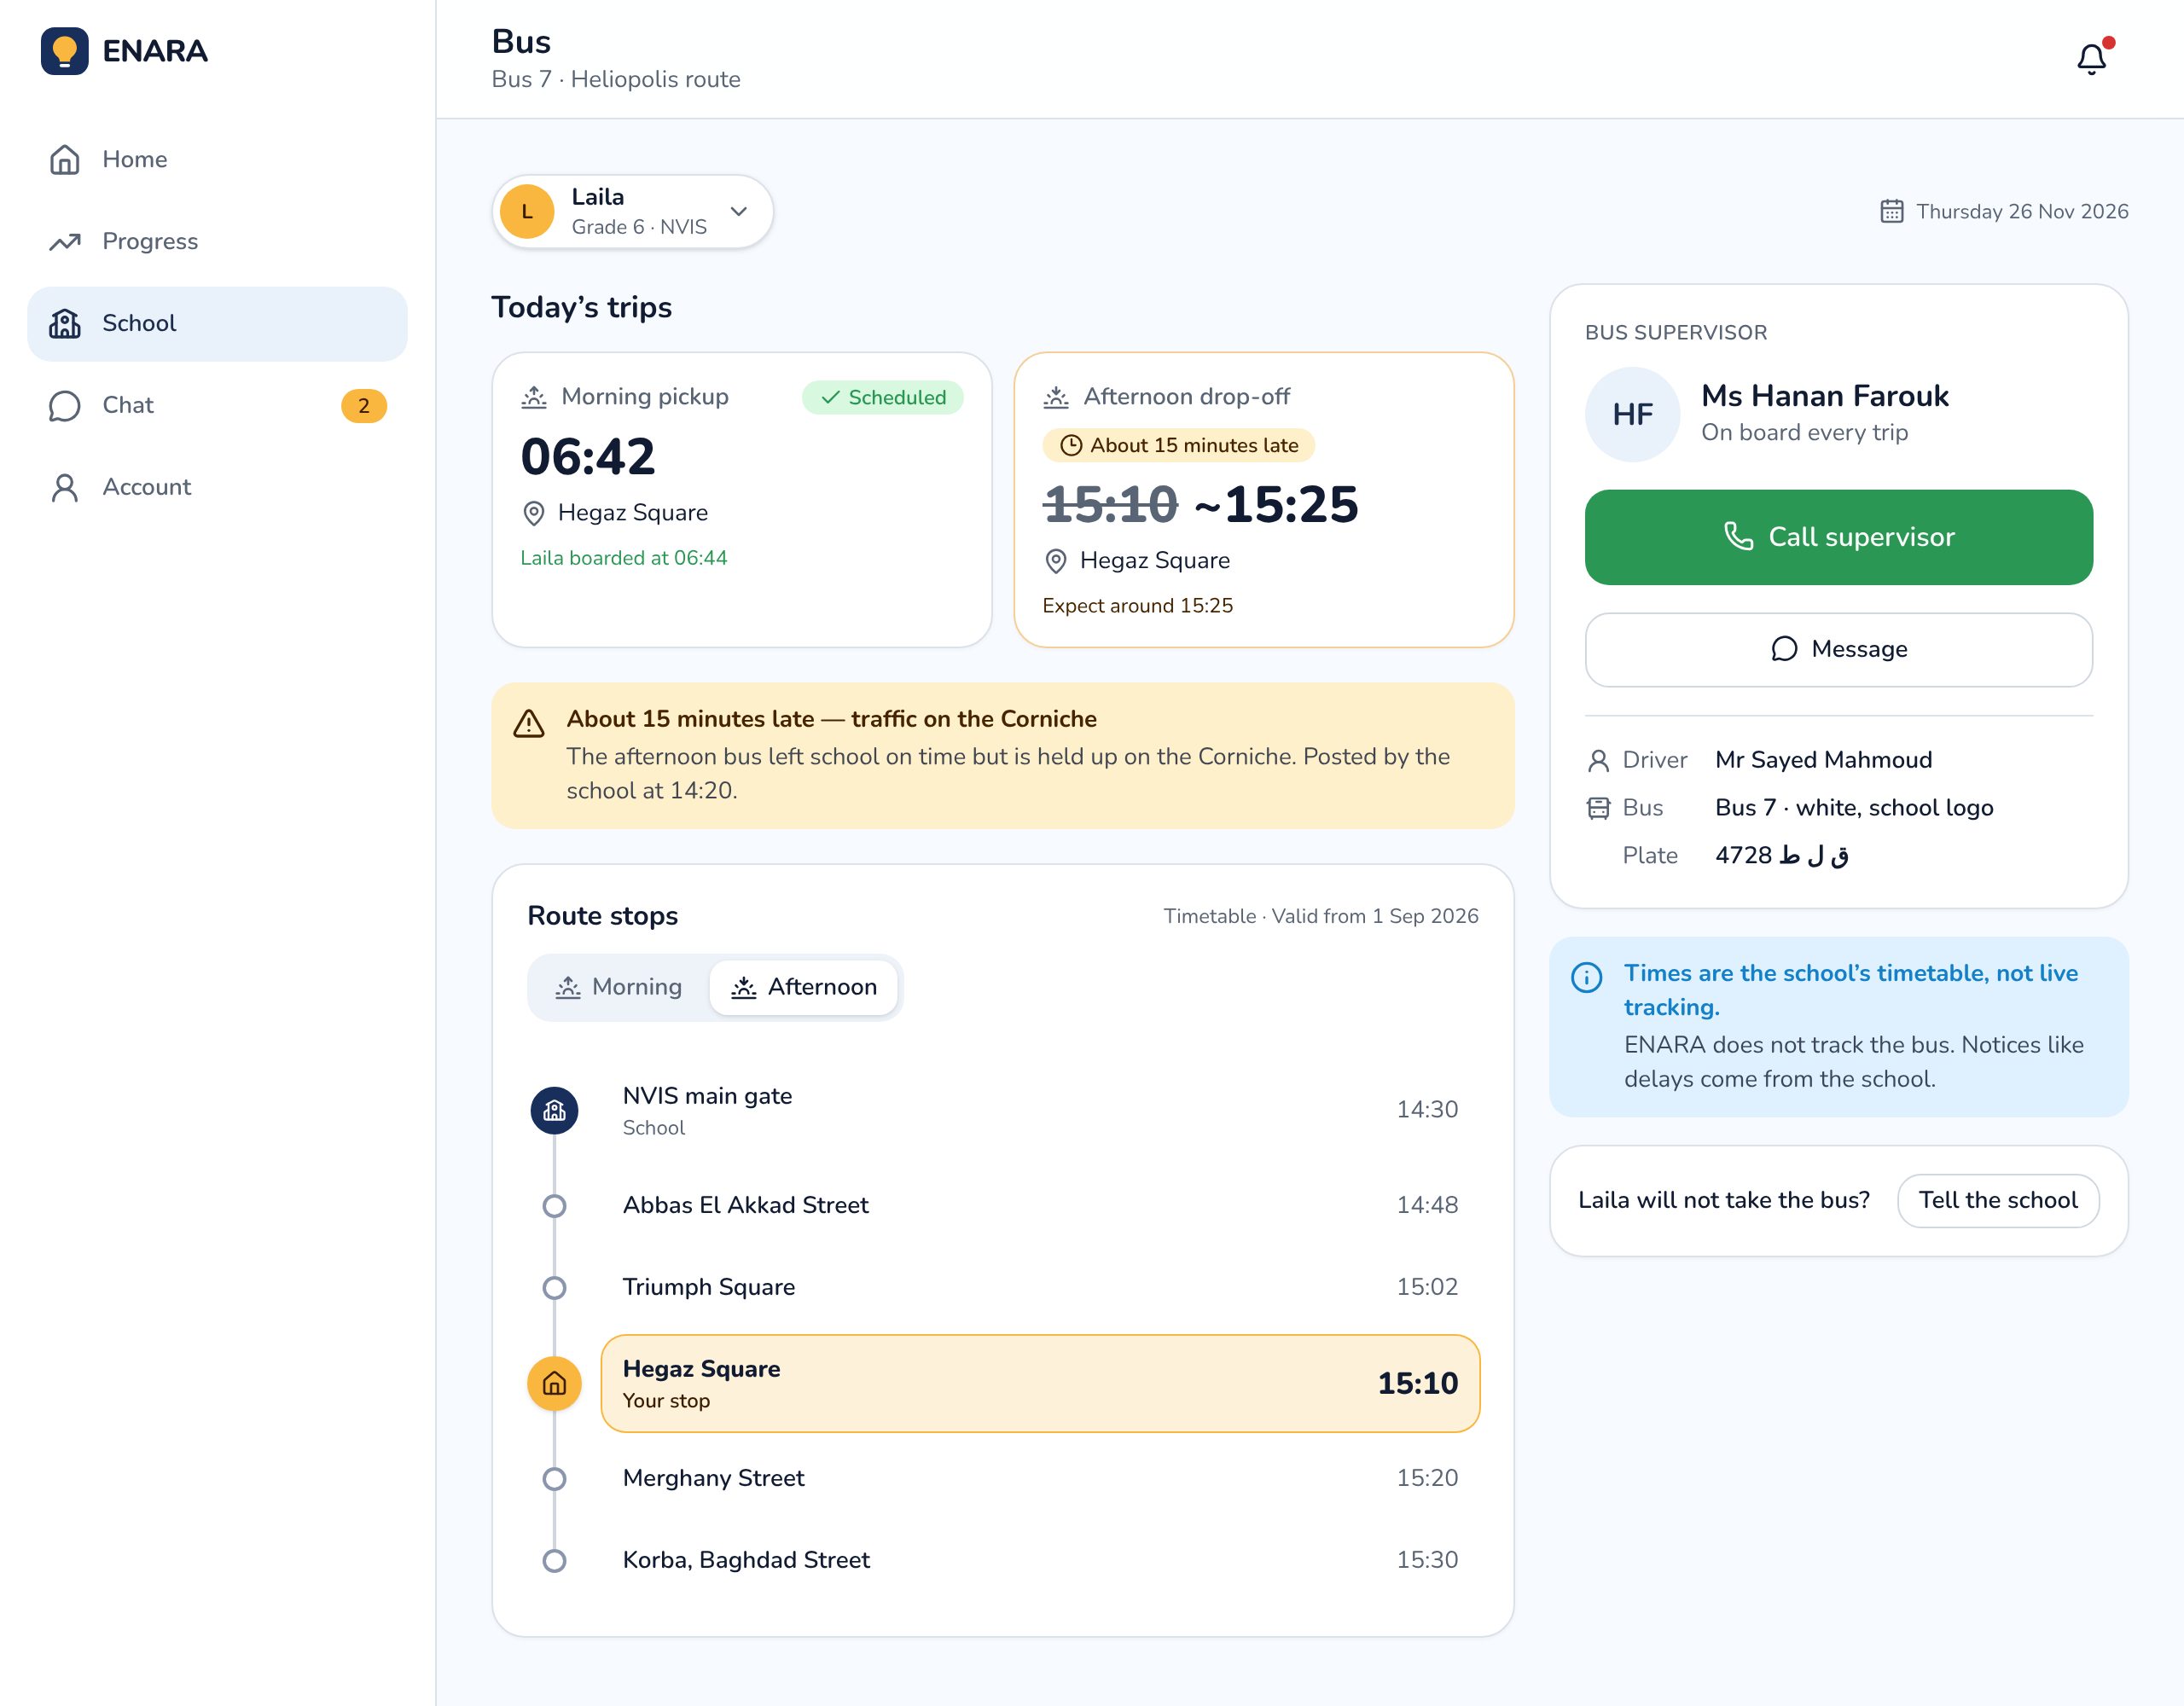 ENARA
Home
Progress
School
Chat
2
Account
Bus
Bus 7 · Heliopolis route
L
Laila
Grade 6 · NVIS
Thursday 26 Nov 2026
Today’s trips
Morning pickup
Scheduled
06:42
Hegaz Square
Laila boarded at 06:44
Afternoon drop-off
About 15 minutes late
15:10 ~15:25
Hegaz Square
Expect around 15:25
About 15 minutes late — traffic on the Corniche
The afternoon bus left school on time but is held up on the Corniche. Posted by the
school at 14:20.
Route stops
Timetable · Valid from 1 Sep 2026
Morning
Afternoon
NVIS main gate
School
14:30
Abbas El Akkad Street
14:48
Triumph Square
15:02
Hegaz Square
Your stop
15:10
Merghany Street
15:20
Korba, Baghdad Street
15:30
BUS SUPERVISOR
HF
Ms Hanan Farouk
On board every trip
Call supervisor
Message
Driver Mr Sayed Mahmoud
Bus Bus 7 · white, school logo
Plate ق ل ط 4728
Times are the school’s timetable, not live
tracking.
ENARA does not track the bus. Notices like
delays come from the school.
Laila will not take the bus?
Tell the school